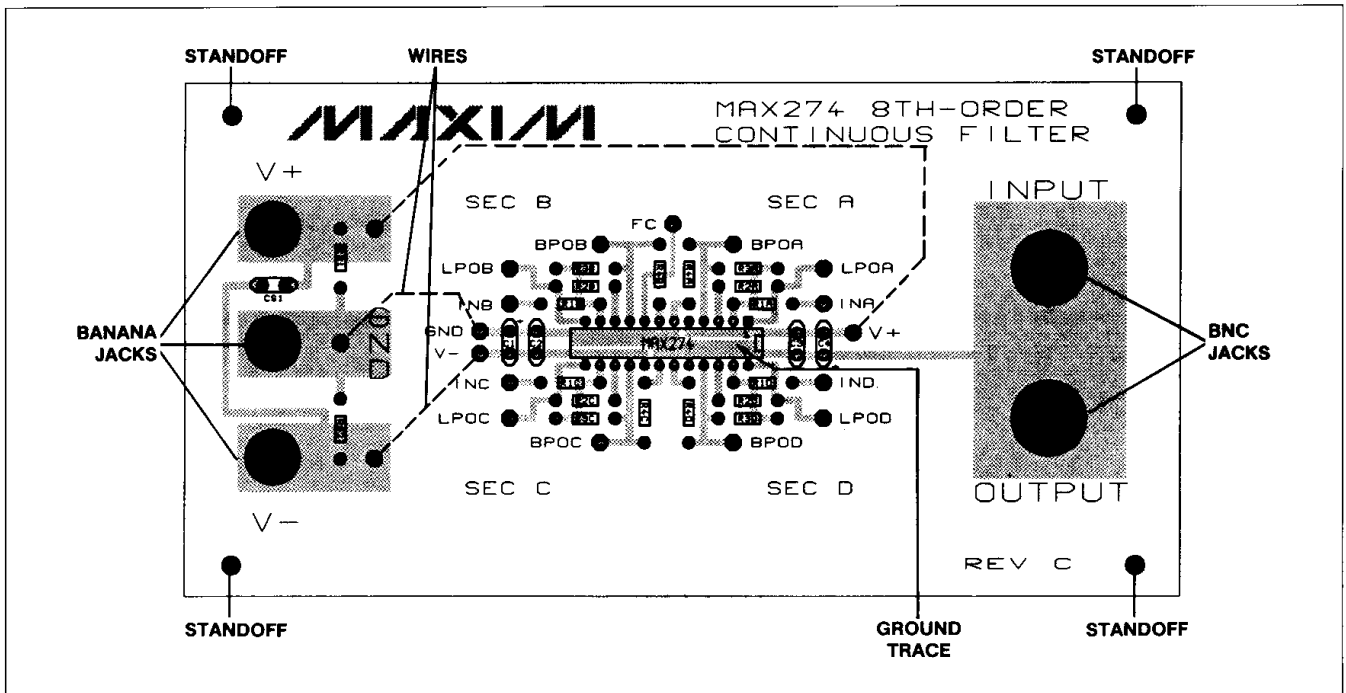 STANDOFF
WIRES
STANDOFF
MAXIM
MAX274 8TH-ORDER
CONTINUOUS FILTER
V+
INPUT
SEC B
SEC A
FC
BPOB
BPOA
LPOB
LPOA
INB
INA
CS1
BANANA
JACKS
GND
GND
V-
MAX274
V+
BNC
JACKS
INC
IND
LPOC
LPOD
R2C
BPOC
BPOD
SEC C
SEC D
OUTPUT
V-
REV C
STANDOFF
GROUND
TRACE
STANDOFF